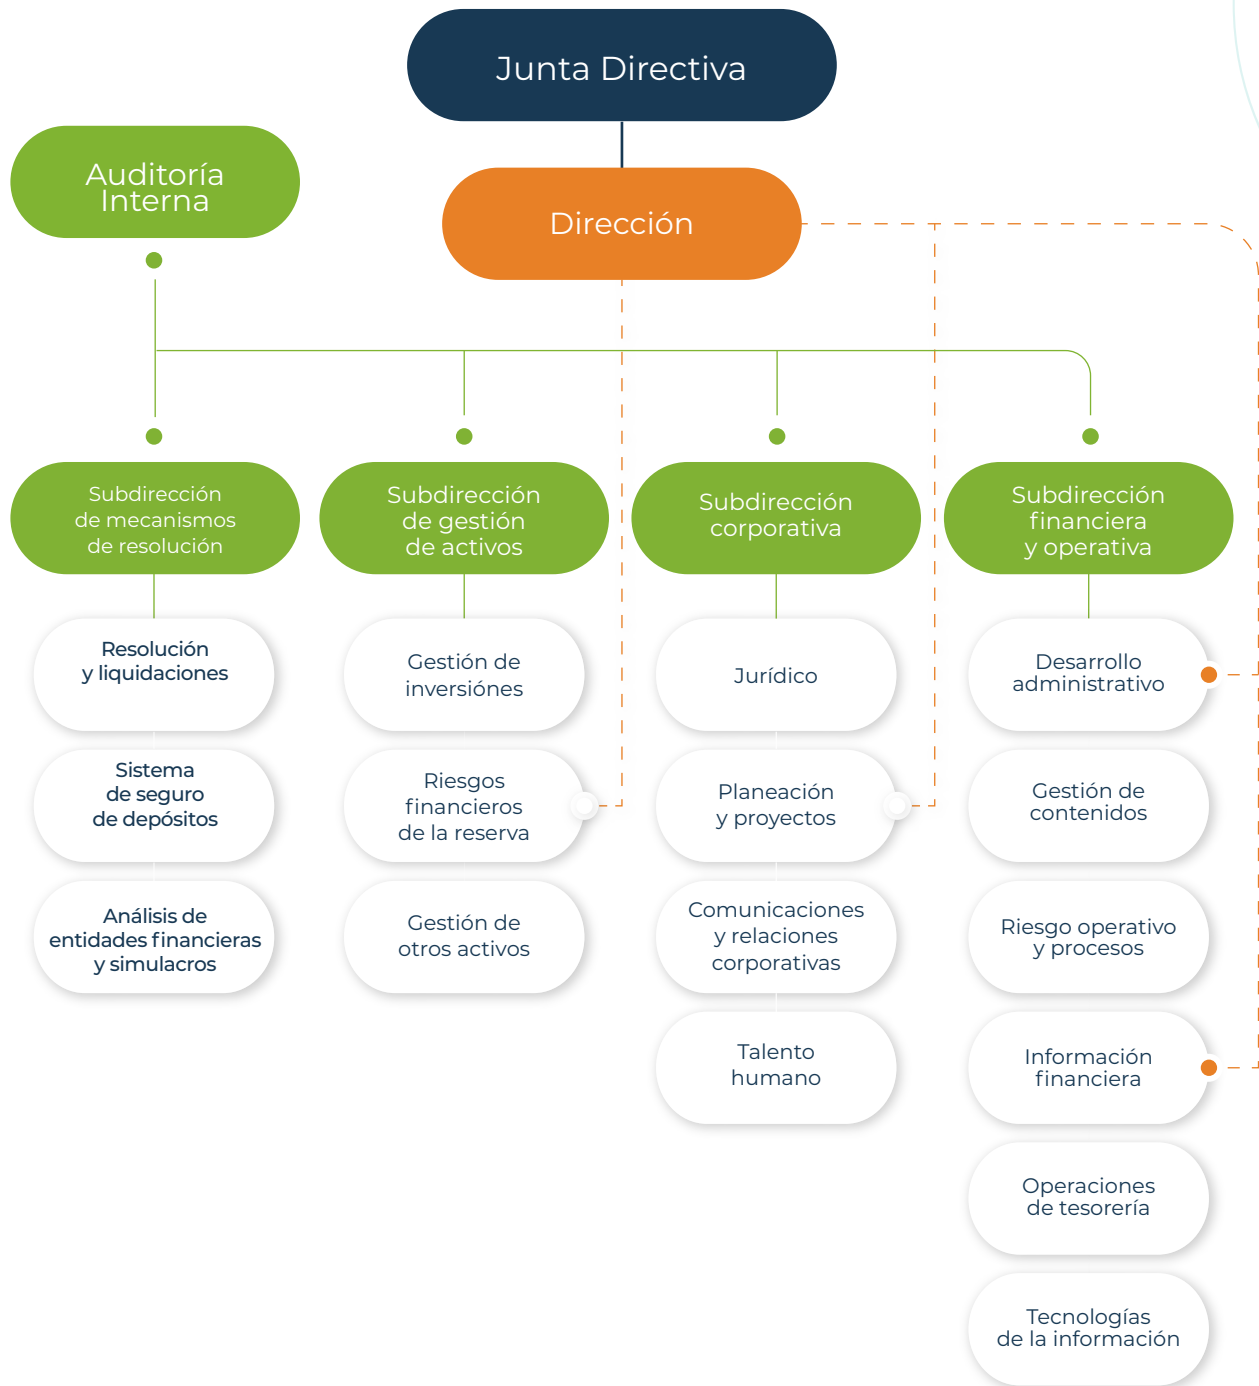 Junta Directiva
Auditoría
Interna
Dirección
Subdirección
de mecanismos
de resolución
Subdirección
de gestión
de activos
Subdirección
corporativa
Subdirección
financiera
y operativa
Resolución
y liquidaciones
Sistema
de seguro
de depósitos
Análisis de
entidades financieras
y simulacros
Gestión de
inversiónes
Riesgos
financieros
de la reserva
Gestión de
otros activos
Jurídico
Planeación
y proyectos
Comunicaciones
y relaciones
corporativas
Talento
humano
Desarrollo
administrativo
Gestión de
contenidos
Riesgo operativo
y procesos
Información
financiera
Operaciones
de tesorería
Tecnologías
de la información